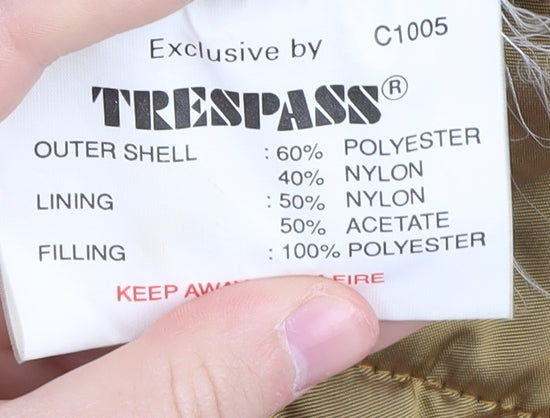 Exclusive by C1005
TRESPASS®
OUTER SHELL : 60% POLYESTER
40% NYLON
LINING : 50% NYLON
50% ACETATE
FILLING : 100% POLYESTER
KEEP FIRE